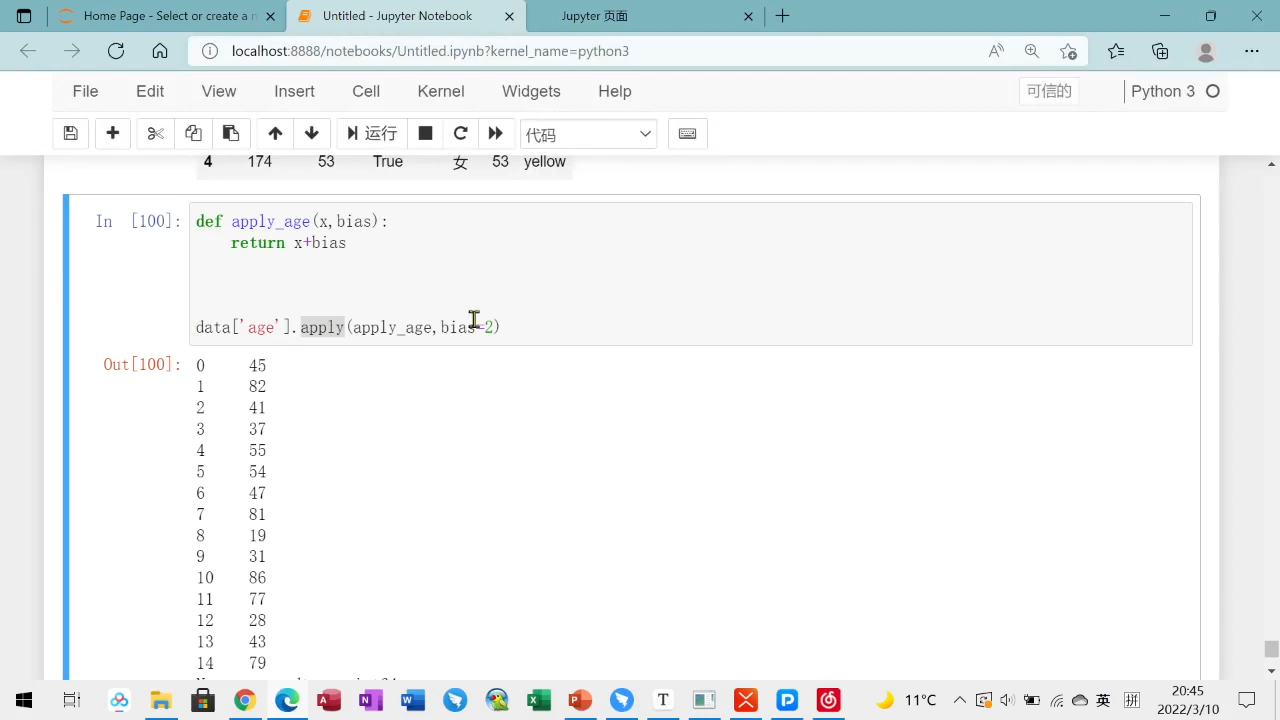 Home Page - Select or create a n
Untitled - Jupyter Notebook
Jupyter 页面
localhost:8888/notebooks/Untitled.ipynb?kernel_name=python3
File Edit View Insert Cell Kernel Widgets Help 可信的 Python 3
运行 代码
4 174 53 True 女 53 yellow
In [100]: def apply_age(x,bias):
return x+bias
data['age'].apply(apply_age,bias=2)
Out[100]: 0 45
1 82
2 41
3 37
4 55
5 54
6 47
7 81
8 19
9 31
10 86
11 77
12 28
13 43
14 79
11°C 英 拼 20:45
2022/3/10